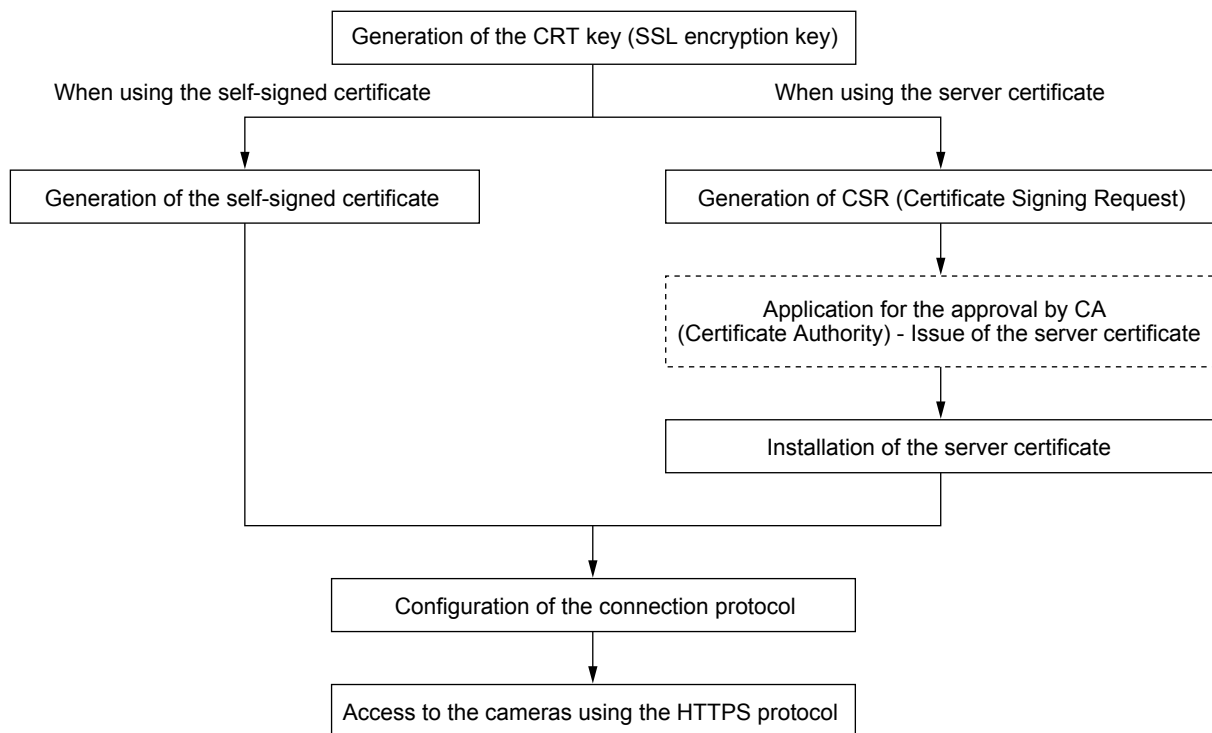 Generation of the CRT key (SSL encryption key)
When using the self-signed certificate
When using the server certificate
Generation of the self-signed certificate
Generation of CSR (Certificate Signing Request)
Application for the approval by CA
(Certificate Authority) - Issue of the server certificate
Installation of the server certificate
Configuration of the connection protocol
Access to the cameras using the HTTPS protocol